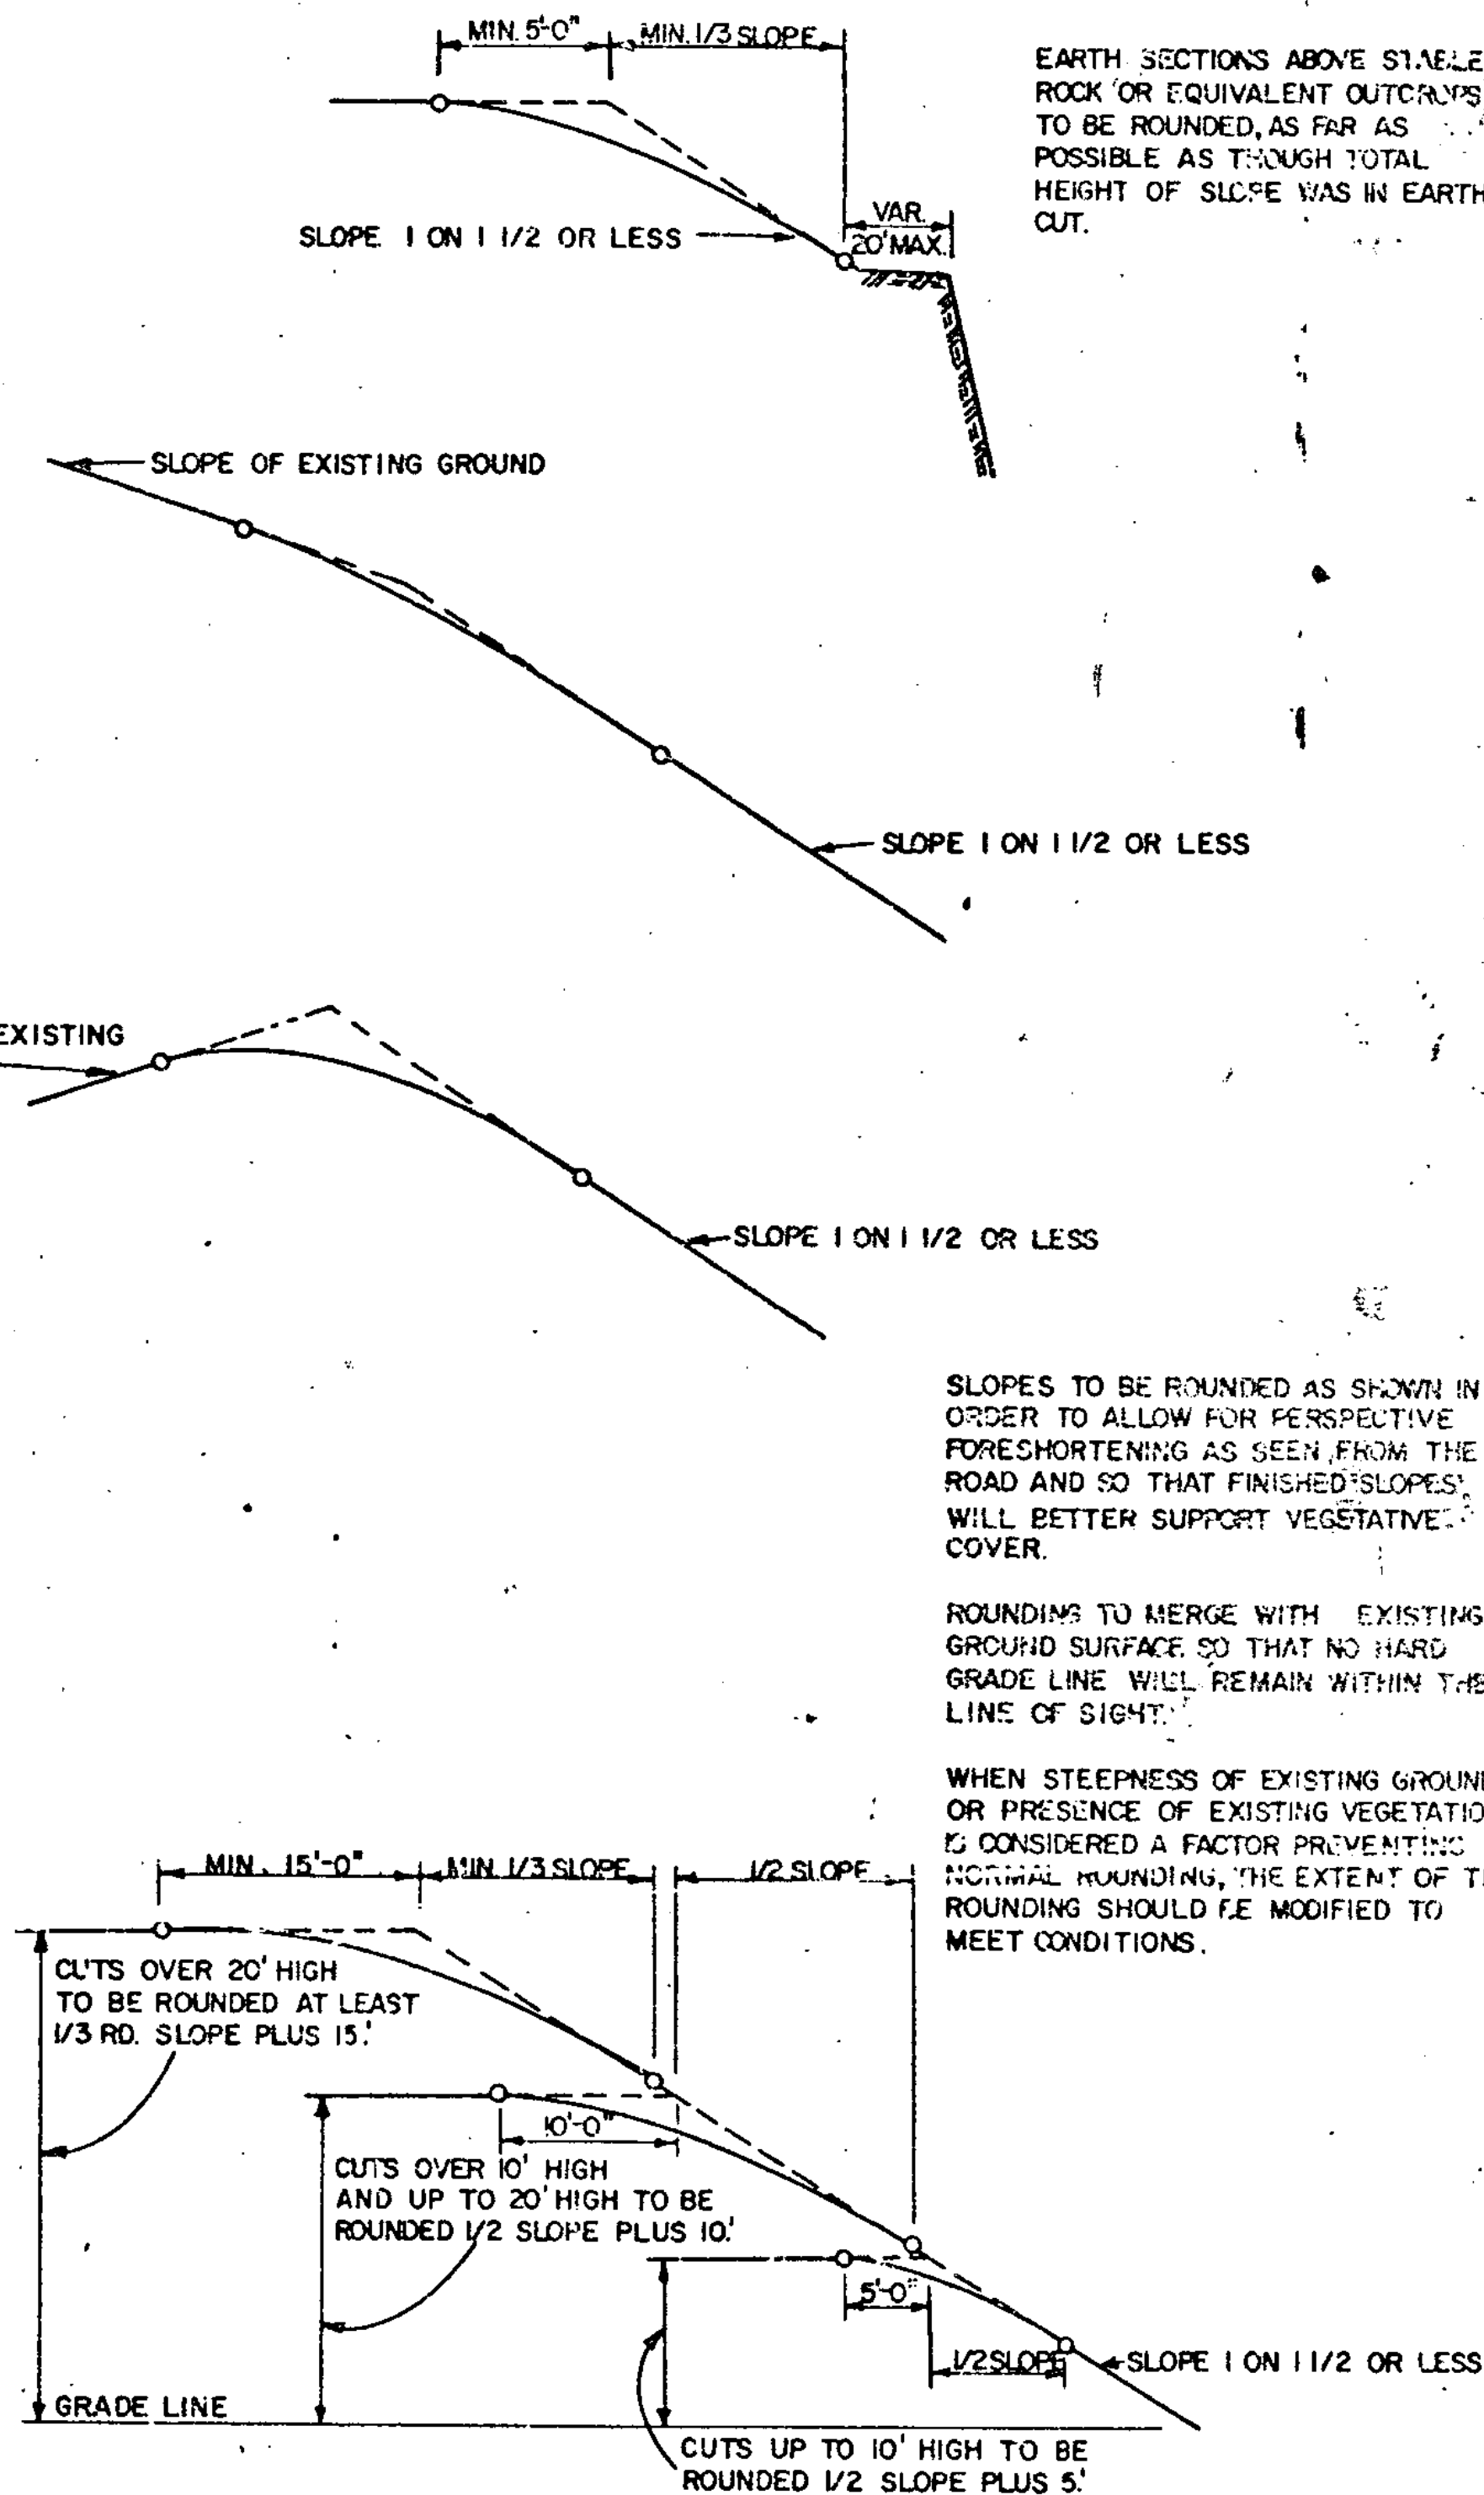 MIN. 5'-0"
MIN. 1/3 SLOPE
EARTH SECTIONS ABOVE STABLE
ROCK OR EQUIVALENT OUTCROPS
TO BE ROUNDED, AS FAR AS
POSSIBLE AS THOUGH TOTAL
HEIGHT OF SLOPE WAS IN EARTH
CUT.
VAR.
20' MAX.
SLOPE 1 ON 1 1/2 OR LESS
SLOPE OF EXISTING GROUND
SLOPE 1 ON 1 1/2 OR LESS
EXISTING
SLOPE 1 ON 1 1/2 OR LESS
SLOPES TO BE ROUNDED AS SHOWN IN
ORDER TO ALLOW FOR PERSPECTIVE
FORESHORTENING AS SEEN FROM THE
ROAD AND SO THAT FINISHED SLOPES
WILL BETTER SUPPORT VEGETATIVE
COVER.
ROUNDING TO MERGE WITH EXISTING
GROUND SURFACE SO THAT NO HARD
GRADE LINE WILL REMAIN WITHIN THE
LINE OF SIGHT.
WHEN STEEPNESS OF EXISTING GROUN
OR PRESENCE OF EXISTING VEGETATIO
IS CONSIDERED A FACTOR PREVENTING
NORMAL ROUNDING, THE EXTENT OF T
ROUNDING SHOULD BE MODIFIED TO
MEET CONDITIONS.
MIN. 15'-0"
MIN. 1/3 SLOPE
1/2 SLOPE
CUTS OVER 20' HIGH
TO BE ROUNDED AT LEAST
1/3 RD. SLOPE PLUS 15.'
10'-0"
CUTS OVER 10' HIGH
AND UP TO 20' HIGH TO BE
ROUNDED 1/2 SLOPE PLUS 10.'
5'-0"
1/2 SLOPE
SLOPE 1 ON 1 1/2 OR LESS
GRADE LINE
CUTS UP TO 10' HIGH TO BE
ROUNDED 1/2 SLOPE PLUS 5.'